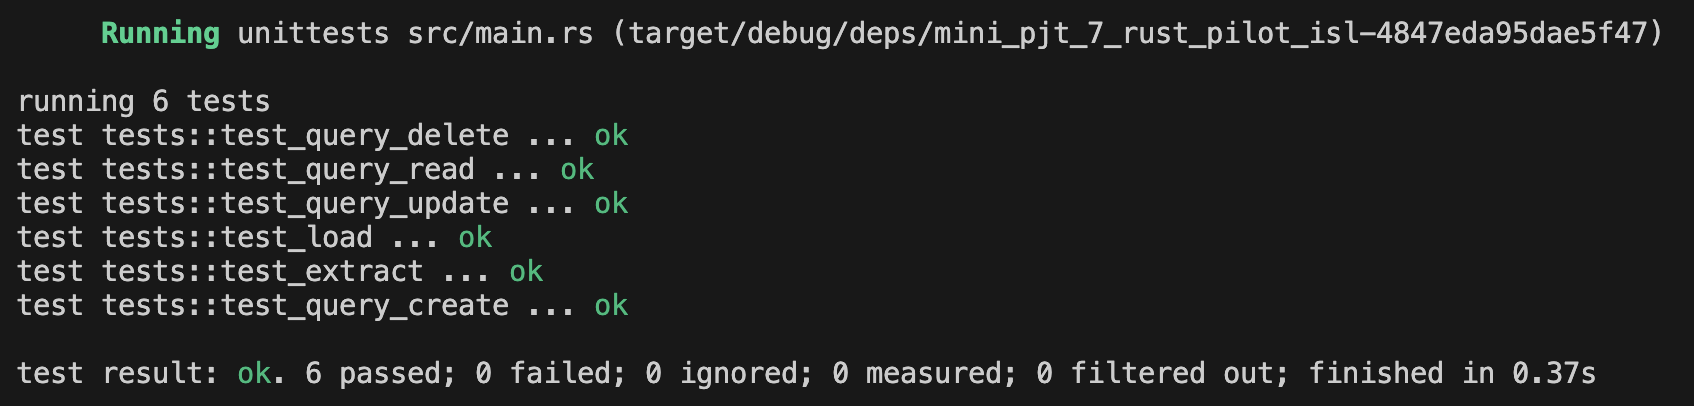 Running unittests src/main.rs (target/debug/deps/mini_pjt_7_rust_pilot_isl-4847eda95dae5f47)
running 6 tests
test tests::test_query_delete ... ok
test tests::test_query_read ... ok
test tests::test_query_update ... ok
test tests::test_load ... ok
test tests::test_extract ... ok
test tests::test_query_create ... ok
test result: ok. 6 passed; 0 failed; 0 ignored; 0 measured; 0 filtered out; finished in 0.37s